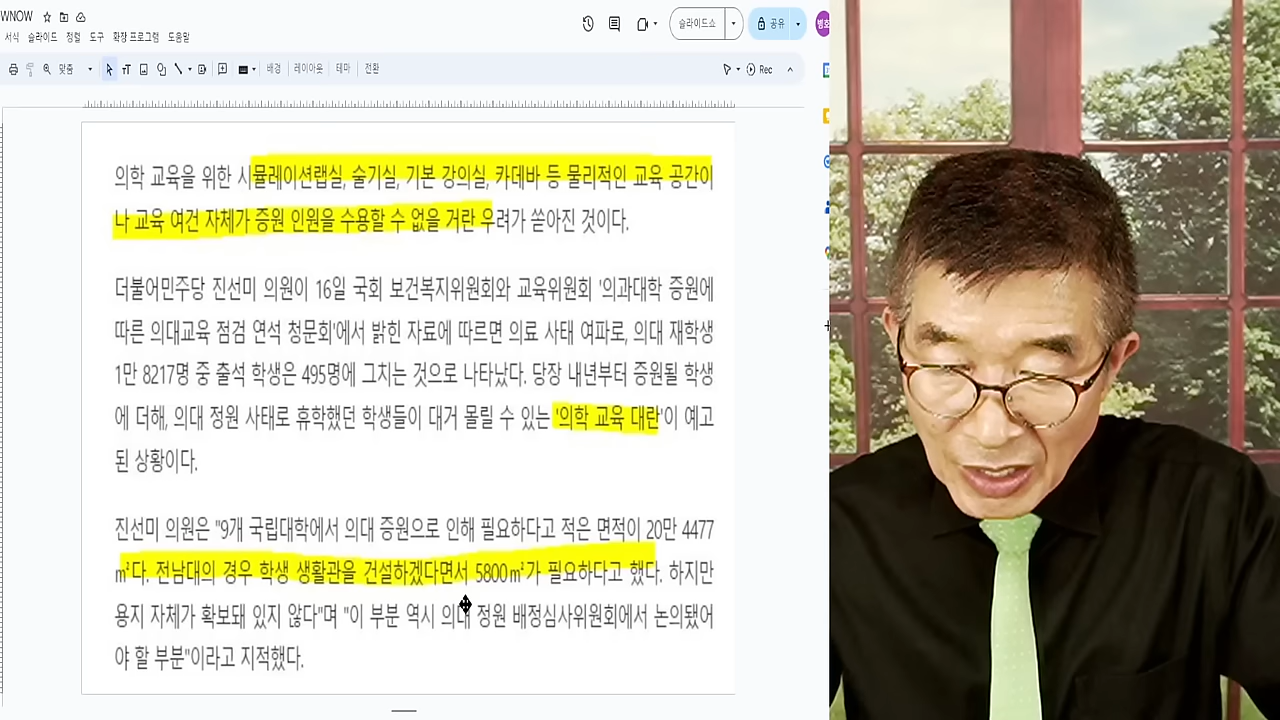 WNOW
서식 슬라이드 정렬 도구 확장 프로그램 도움말
슬라이드쇼
공유
범호
맞춤
배경 레이아웃 테마 전환
Rec
의학 교육을 위한 시뮬레이션랩실, 술기실, 기본 강의실, 카데바 등 물리적인 교육 공간이
나 교육 여건 자체가 증원 인원을 수용할 수 없을 거란 우려가 쏟아진 것이다.
더불어민주당 진선미 의원이 16일 국회 보건복지위원회와 교육위원회 '의과대학 증원에
따른 의대교육 점검 연석 청문회'에서 밝힌 자료에 따르면 의료 사태 여파로, 의대 재학생
1만 8217명 중 출석 학생은 495명에 그치는 것으로 나타났다. 당장 내년부터 증원될 학생
에 더해, 의대 정원 사태로 휴학했던 학생들이 대거 몰릴 수 있는 '의학 교육 대란'이 예고
된 상황이다.
진선미 의원은 "9개 국립대학에서 의대 증원으로 인해 필요하다고 적은 면적이 20만 4477
㎡다. 전남대의 경우 학생 생활관을 건설하겠다면서 5800㎡가 필요하다고 했다. 하지만
용지 자체가 확보돼 있지 않다"며 "이 부분 역시 의대 정원 배정심사위원회에서 논의됐어
야 할 부분"이라고 지적했다.